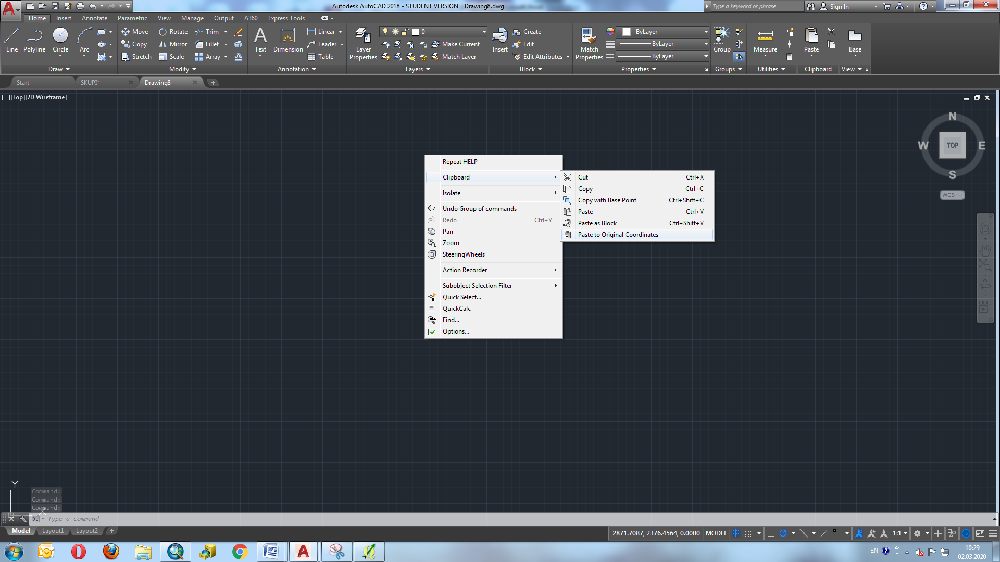 Autodesk AutoCAD 2018 - STUDENT VERSION Drawing8.dwg
Type a keyword or phrase
Sign In
Home Insert Annotate Parametric View Manage Output A360 Express Tools
Line Polyline Circle Arc
Move Rotate Trim
Copy Mirror Fillet
Stretch Scale Array
Text Dimension
Linear
Leader
Table
Layer Properties
0
Make Current
Match Layer
Insert
Create
Edit
Edit Attributes
Match Properties
ByLayer
ByLayer
ByLayer
Group
Measure
Paste
Base
Draw Modify Annotation Layers Block Properties Groups Utilities Clipboard View
Start SKUPI* Drawing8
[−][Top][2D Wireframe]
N
W TOP E
S
WCS
Repeat HELP
Clipboard
Isolate
Undo Group of commands
Redo Ctrl+Y
Pan
Zoom
SteeringWheels
Action Recorder
Subobject Selection Filter
Quick Select...
QuickCalc
Find...
Options...
Cut Ctrl+X
Copy Ctrl+C
Copy with Base Point Ctrl+Shift+C
Paste Ctrl+V
Paste as Block Ctrl+Shift+V
Paste to Original Coordinates
Y
Command:
Command:
Command:
Type a command
Model Layout1 Layout2
2871.7087, 2376.4564, 0.0000 MODEL 1:1
EN 10:29
02.03.2020